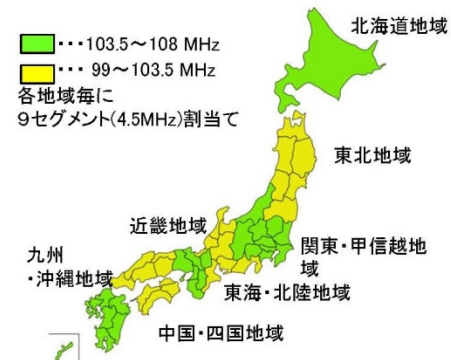 ・・・103.5～108 MHz
・・・ 99～103.5 MHz
各地域毎に
9セグメント(4.5MHz)割当て
北海道地域
東北地域
近畿地域
関東・甲信越地
域
九州
・沖縄地域
東海・北陸地域
中国・四国地域